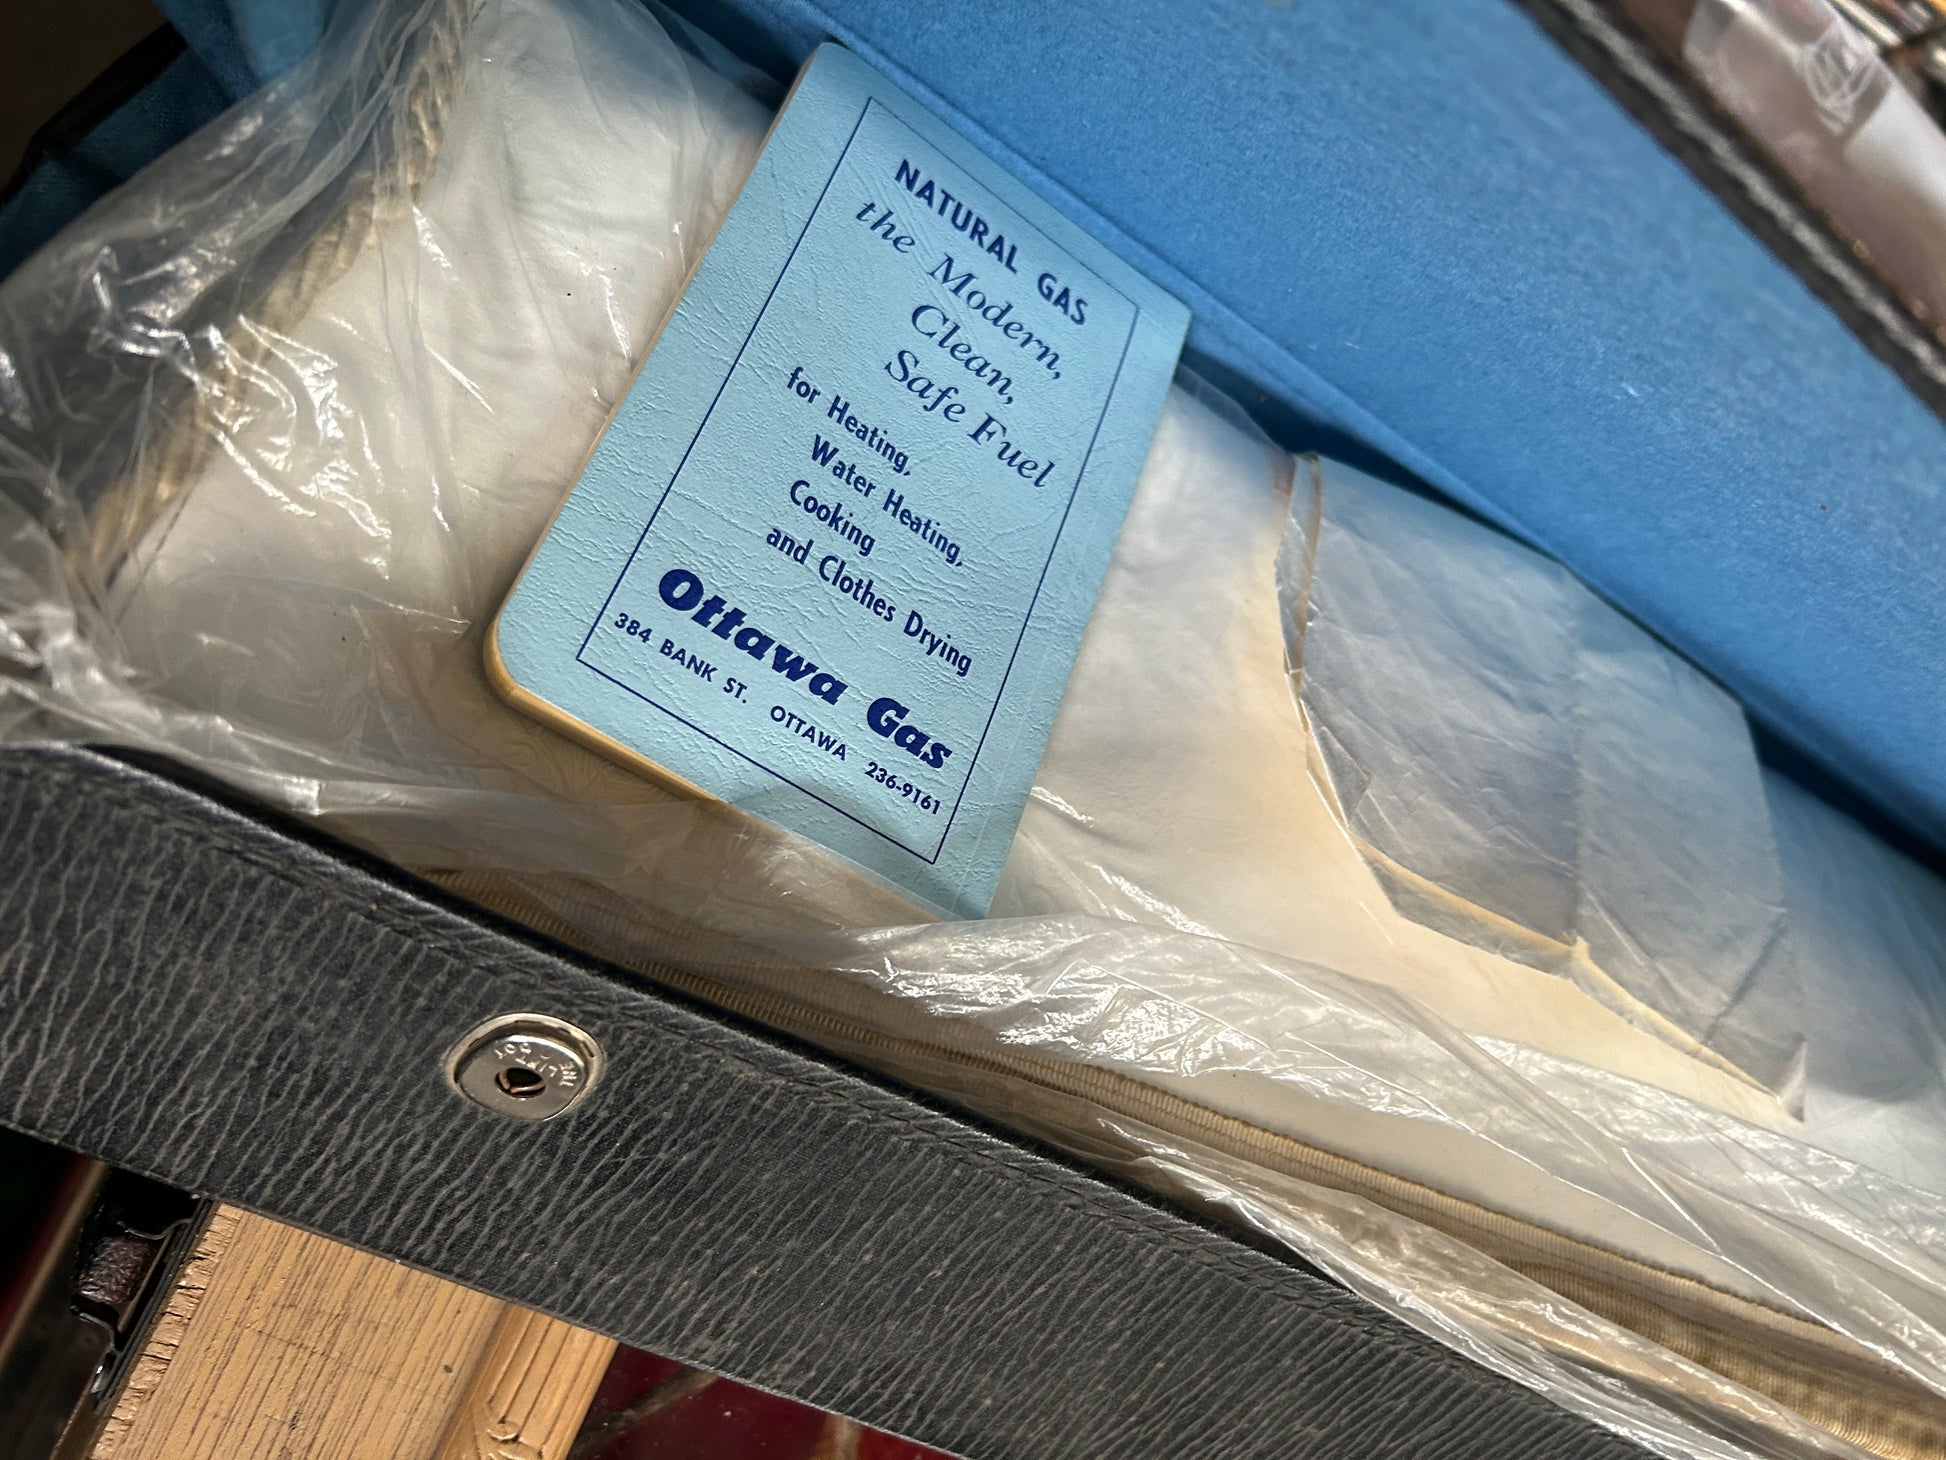 NATURAL GAS
the Modern,
Clean,
Safe Fuel
for Heating,
Water Heating,
Cooking
and Clothes Drying
Ottawa Gas
384 BANK ST. OTTAWA 236-9161